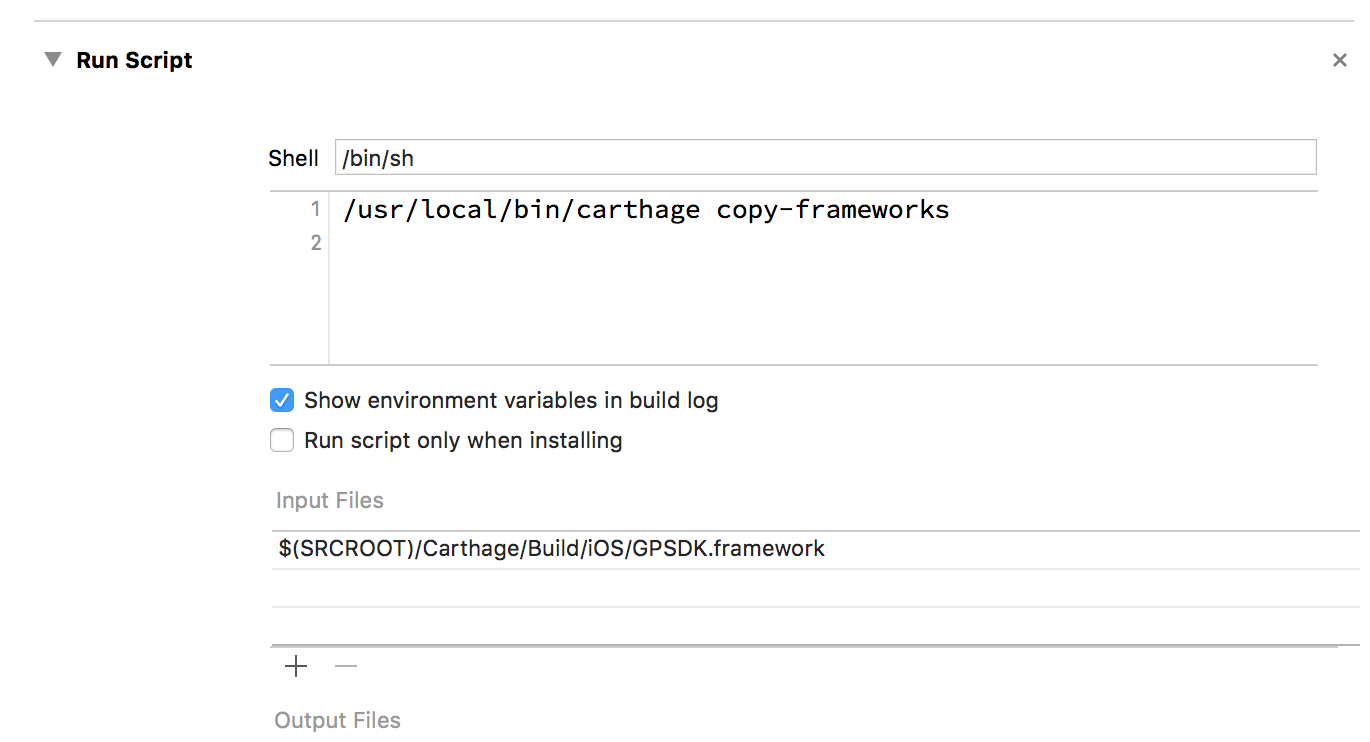 Run Script
Shell /bin/sh
1 /usr/local/bin/carthage copy-frameworks
2
Show environment variables in build log
Run script only when installing
Input Files
$(SRCROOT)/Carthage/Build/iOS/GPSDK.framework
Output Files